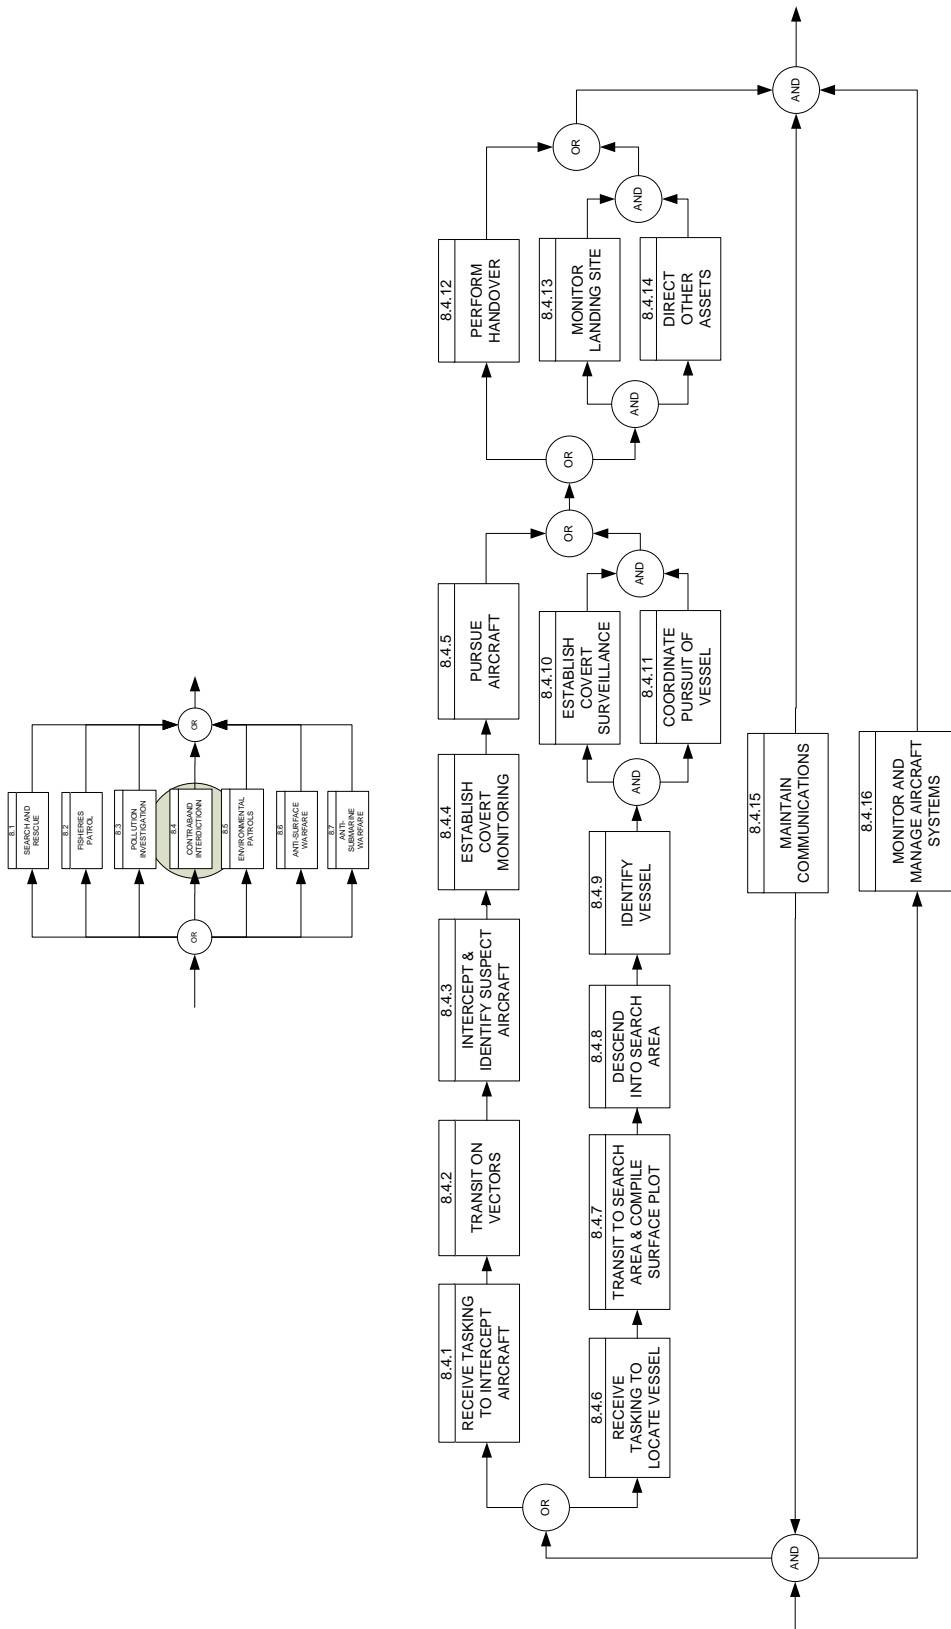 8.1
SEARCH AND
RESCUE
8.2
FISHERIES
PATROL
8.3
POLLUTION
INVESTIGATION
8.4
CONTRABAND
INTERDICTIONN
8.5
ENVIRONMENTAL
PATROLS
8.6
ANTI-SURFACE
WARFARE
8.7
ANTI-
SUBMARINE
WARFARE
OR
OR
AND
OR
8.4.1
RECEIVE TASKING
TO INTERCEPT
AIRCRAFT
8.4.2
TRANSIT ON
VECTORS
8.4.3
INTERCEPT &
IDENTIFY SUSPECT
AIRCRAFT
8.4.4
ESTABLISH
COVERT
MONITORING
8.4.5
PURSUE
AIRCRAFT
8.4.6
RECEIVE
TASKING TO
LOCATE VESSEL
8.4.7
TRANSIT TO SEARCH
AREA & COMPILE
SURFACE PLOT
8.4.8
DESCEND
INTO SEARCH
AREA
8.4.9
IDENTIFY
VESSEL
AND
8.4.10
ESTABLISH
COVERT
SURVEILLANCE
8.4.11
COORDINATE
PURSUIT OF
VESSEL
AND
OR
OR
8.4.12
PERFORM
HANDOVER
AND
8.4.13
MONITOR
LANDING SITE
8.4.14
DIRECT
OTHER
ASSETS
AND
OR
8.4.15
MAINTAIN
COMMUNICATIONS
8.4.16
MONITOR AND
MANAGE AIRCRAFT
SYSTEMS
AND